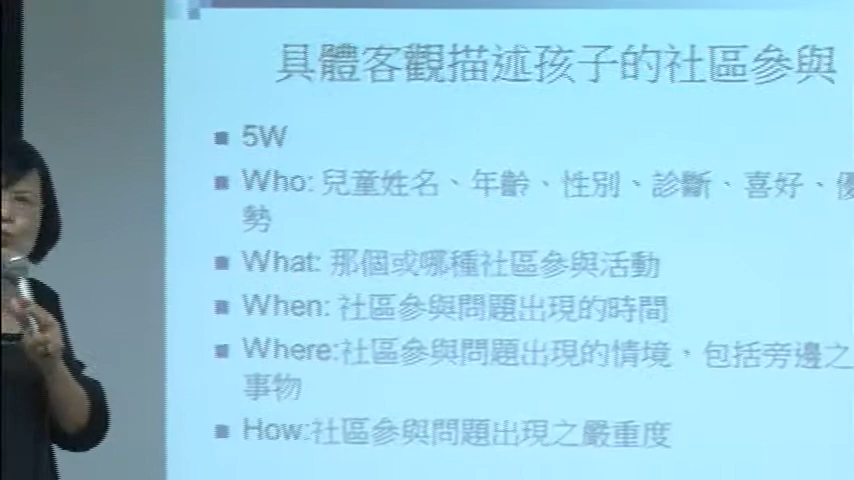 具體客觀描述孩子的社區參與
5W
Who: 兒童姓名、年齡、性別、診斷、喜好、優
勢
What: 那個或哪種社區參與活動
When: 社區參與問題出現的時間
Where:社區參與問題出現的情境，包括旁邊之
事物
How:社區參與問題出現之嚴重度